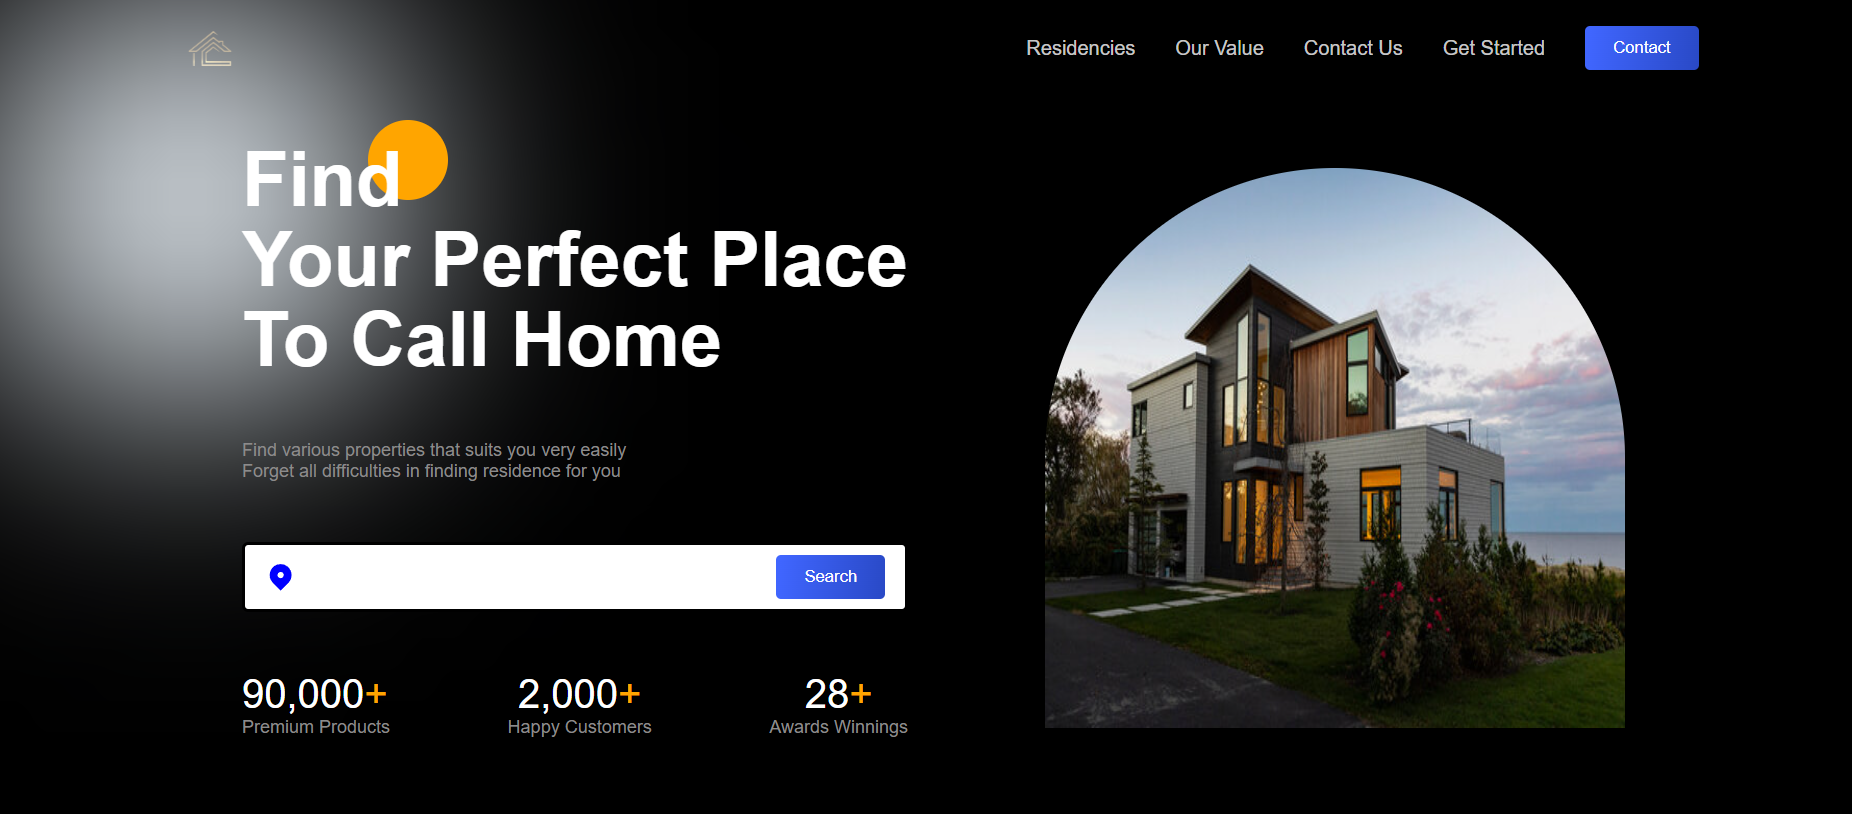 Residencies
Our Value
Contact Us
Get Started
Contact
Find
Your Perfect Place
To Call Home
Find various properties that suits you very easily
Forget all difficulties in finding residence for you
Search
90,000+
Premium Products
2,000+
Happy Customers
28+
Awards Winnings